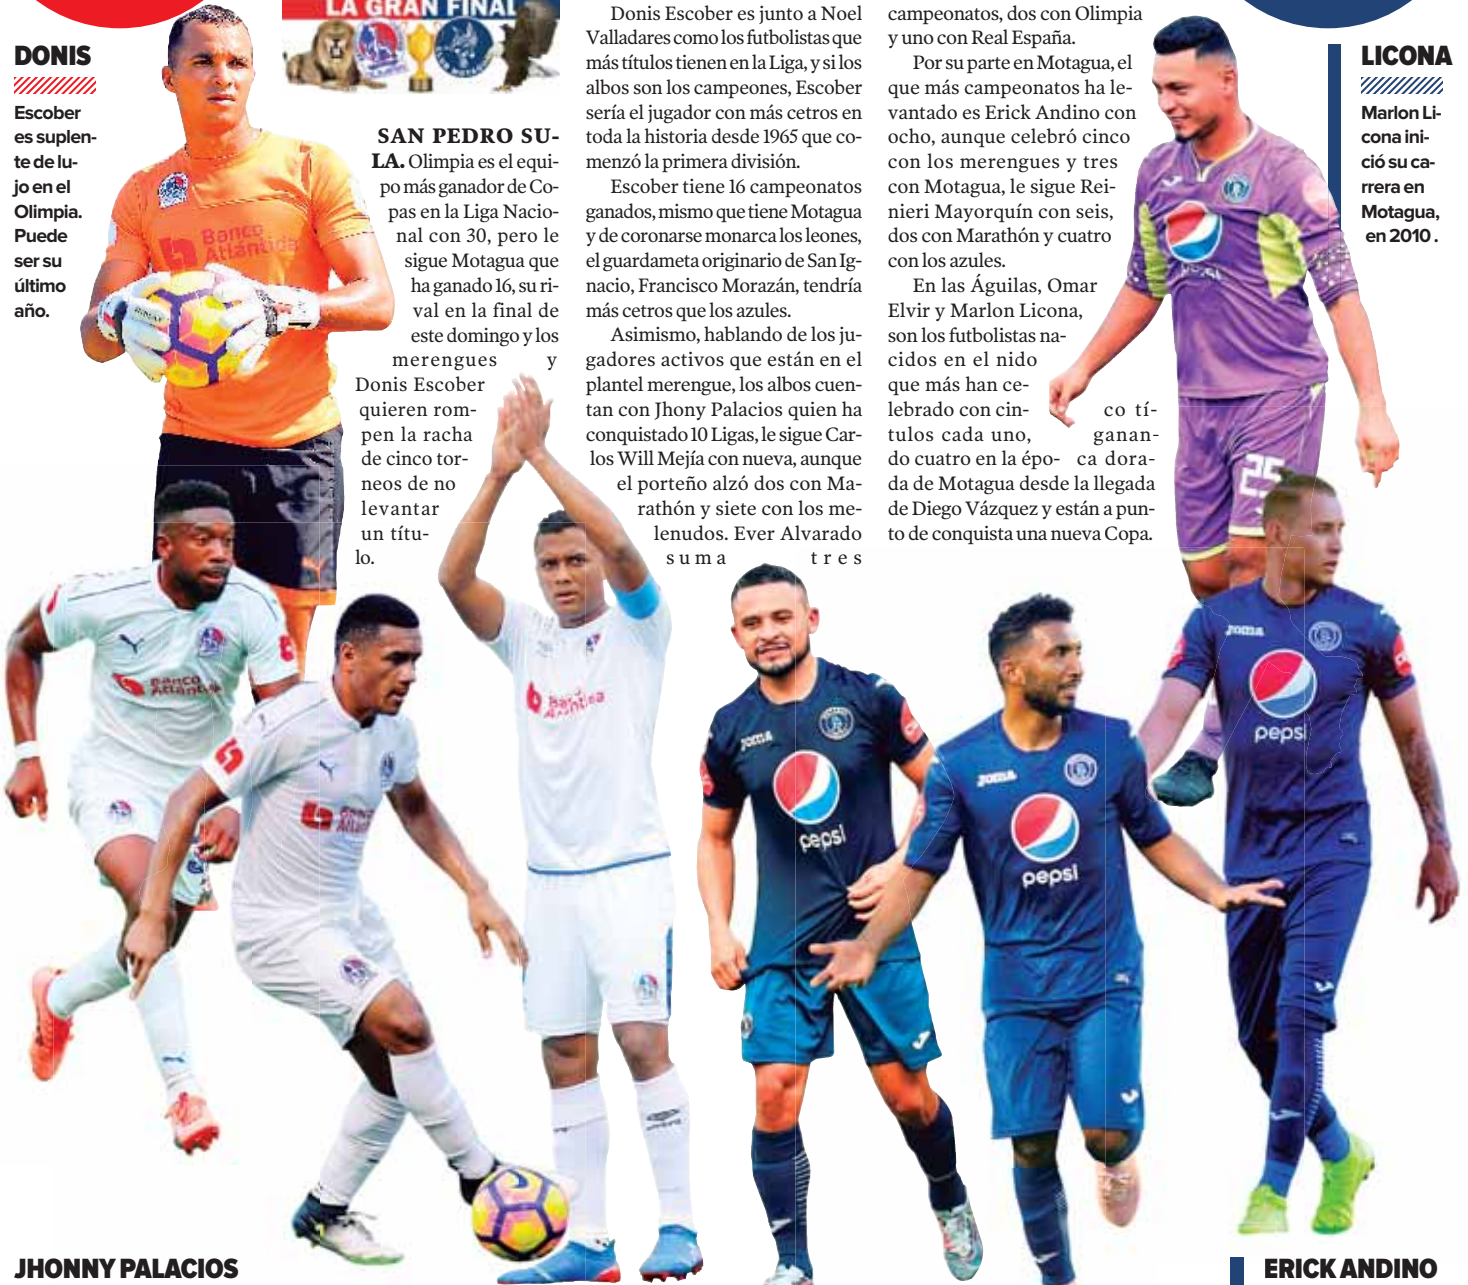 LA GRAN FINAL
DONIS
Escober
es suplen-
te de lu-
jo en el
Olimpia.
Puede
ser su
último
año.
SAN PEDRO SU-
LA. Olimpia es el equi-
po más ganador de Co-
pas en la Liga Nacio-
nal con 30, pero le
sigue Motagua que
ha ganado 16, su ri-
val en la final de
este domingo y los
merengues y
Donis Escober
quieren rom-
pen la racha
de cinco tor-
neos de no
levantar
un títu-
lo.
Donis Escober es junto a Noel
Valladares como los futbolistas que
más títulos tienen en la Liga, y si los
albos son los campeones, Escober
sería el jugador con más cetros en
toda la historia desde 1965 que co-
menzó la primera división.
Escober tiene 16 campeonatos
ganados, mismo que tiene Motagua
y de coronarse monarca los leones,
el guardameta originario de San Ig-
nacio, Francisco Morazán, tendría
más cetros que los azules.
Asimismo, hablando de los ju-
gadores activos que están en el
plantel merengue, los albos cuen-
tan con Jhony Palacios quien ha
conquistado 10 Ligas, le sigue Car-
los Will Mejía con nueva, aunque
el porteño alzó dos con Ma-
rathón y siete con los me-
lenudos. Ever Alvarado
suma tres
campeonatos, dos con Olimpia
y uno con Real España.
Por su parte en Motagua, el
que más campeonatos ha le-
vantado es Erick Andino con
ocho, aunque celebró cinco
con los merengues y tres
con Motagua, le sigue Rei-
nieri Mayorquín con seis,
dos con Marathón y cuatro
con los azules.
En las Águilas, Omar
Elvir y Marlon Licona,
son los futbolistas na-
cidos en el nido
que más han ce-
lebrado con cin- co tí-
tulos cada uno, ganan-
do cuatro en la épo- ca dora-
da de Motagua desde la llegada
de Diego Vázquez y están a pun-
to de conquista una nueva Copa.
LICONA
Marlon Li-
cona ini-
ció su ca-
rrera en
Motagua,
en 2010 .
Banco
Atlántida
pepsi
25
Banco
Atlántida
Banco
Atlántida
Joma
pepsi
Joma
pepsi
Joma
pepsi
JHONNY PALACIOS
ERICK ANDINO